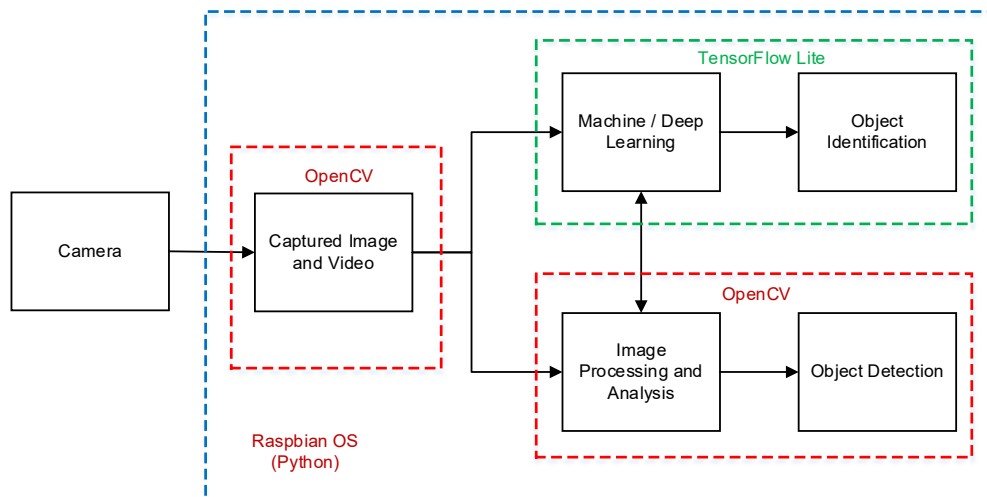 TensorFlow Lite
Machine / Deep
Learning
Object
Identification
OpenCV
Captured Image
and Video
Camera
OpenCV
Image
Processing and
Analysis
Object Detection
Raspbian OS
(Python)